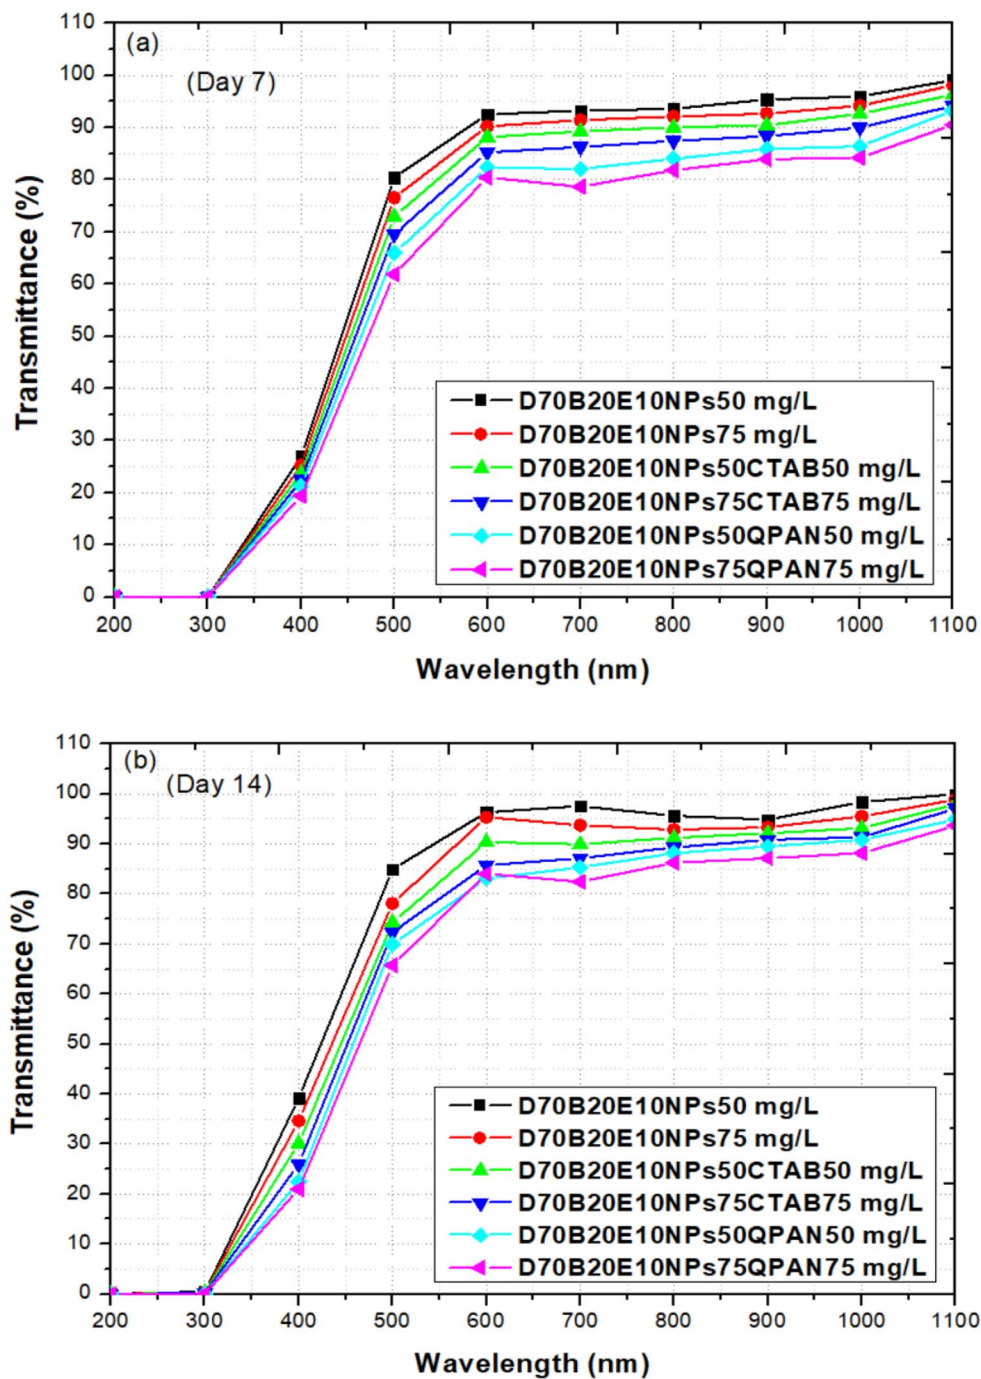 (a)
(Day 7)
Transmittance (%)
110
100
90
80
70
60
50
40
30
20
10
0
D70B20E10NPs50 mg/L
D70B20E10NPs75 mg/L
D70B20E10NPs50CTAB50 mg/L
D70B20E10NPs75CTAB75 mg/L
D70B20E10NPs50QPAN50 mg/L
D70B20E10NPs75QPAN75 mg/L
200 300 400 500 600 700 800 900 1000 1100
Wavelength (nm)
(b)
(Day 14)
Transmittance (%)
110
100
90
80
70
60
50
40
30
20
10
0
D70B20E10NPs50 mg/L
D70B20E10NPs75 mg/L
D70B20E10NPs50CTAB50 mg/L
D70B20E10NPs75CTAB75 mg/L
D70B20E10NPs50QPAN50 mg/L
D70B20E10NPs75QPAN75 mg/L
200 300 400 500 600 700 800 900 1000 1100
Wavelength (nm)